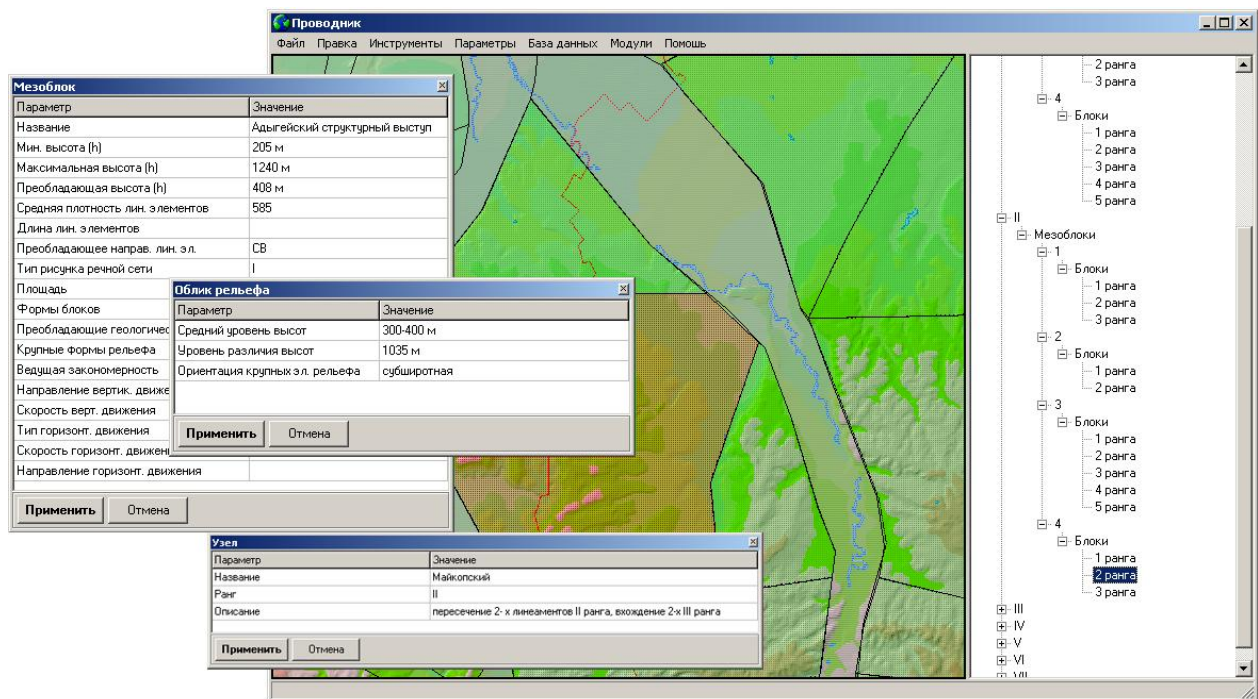 Проводник
Файл Правка Инструменты Параметры База данных Модули Помошь
Мезоблок
Параметр Значение
Название Адыгейский структурный выступ
Мин. высота (h) 205 м
Максимальная высота (h) 1240 м
Преобладающая высота (h) 408 м
Средняя плотность лин. элементов 585
Длина лин. элементов
Преобладающее направ. лин. эл. СВ
Тип рисунка речной сети I
Площадь
Формы блоков
Преобладающие геологичес
Крупные формы рельефа
Ведущая закономерность
Направление вертик. движе
Скорость верт. движения
Тип горизонт. движения
Скорость горизонт. движен
Направление горизонт. движения
Применить Отмена
Облик рельефа
Параметр Значение
Средний уровень высот 300-400 м
Уровень различия высот 1035 м
Ориентация крупных эл. рельефа субширотная
Применить Отмена
Узел
Параметр Значение
Название Майкопский
Ранг II
Описание пересечение 2- х линеаментов II ранга, вхождение 2-х III ранга
Применить Отмена
2 ранга
3 ранга
4
Блоки
1 ранга
2 ранга
3 ранга
4 ранга
5 ранга
II
Мезоблоки
1
Блоки
1 ранга
2 ранга
3 ранга
2
Блоки
1 ранга
2 ранга
3
Блоки
1 ранга
2 ранга
3 ранга
4 ранга
5 ранга
4
Блоки
1 ранга
2 ранга
3 ранга
III
IV
V
VI
VII